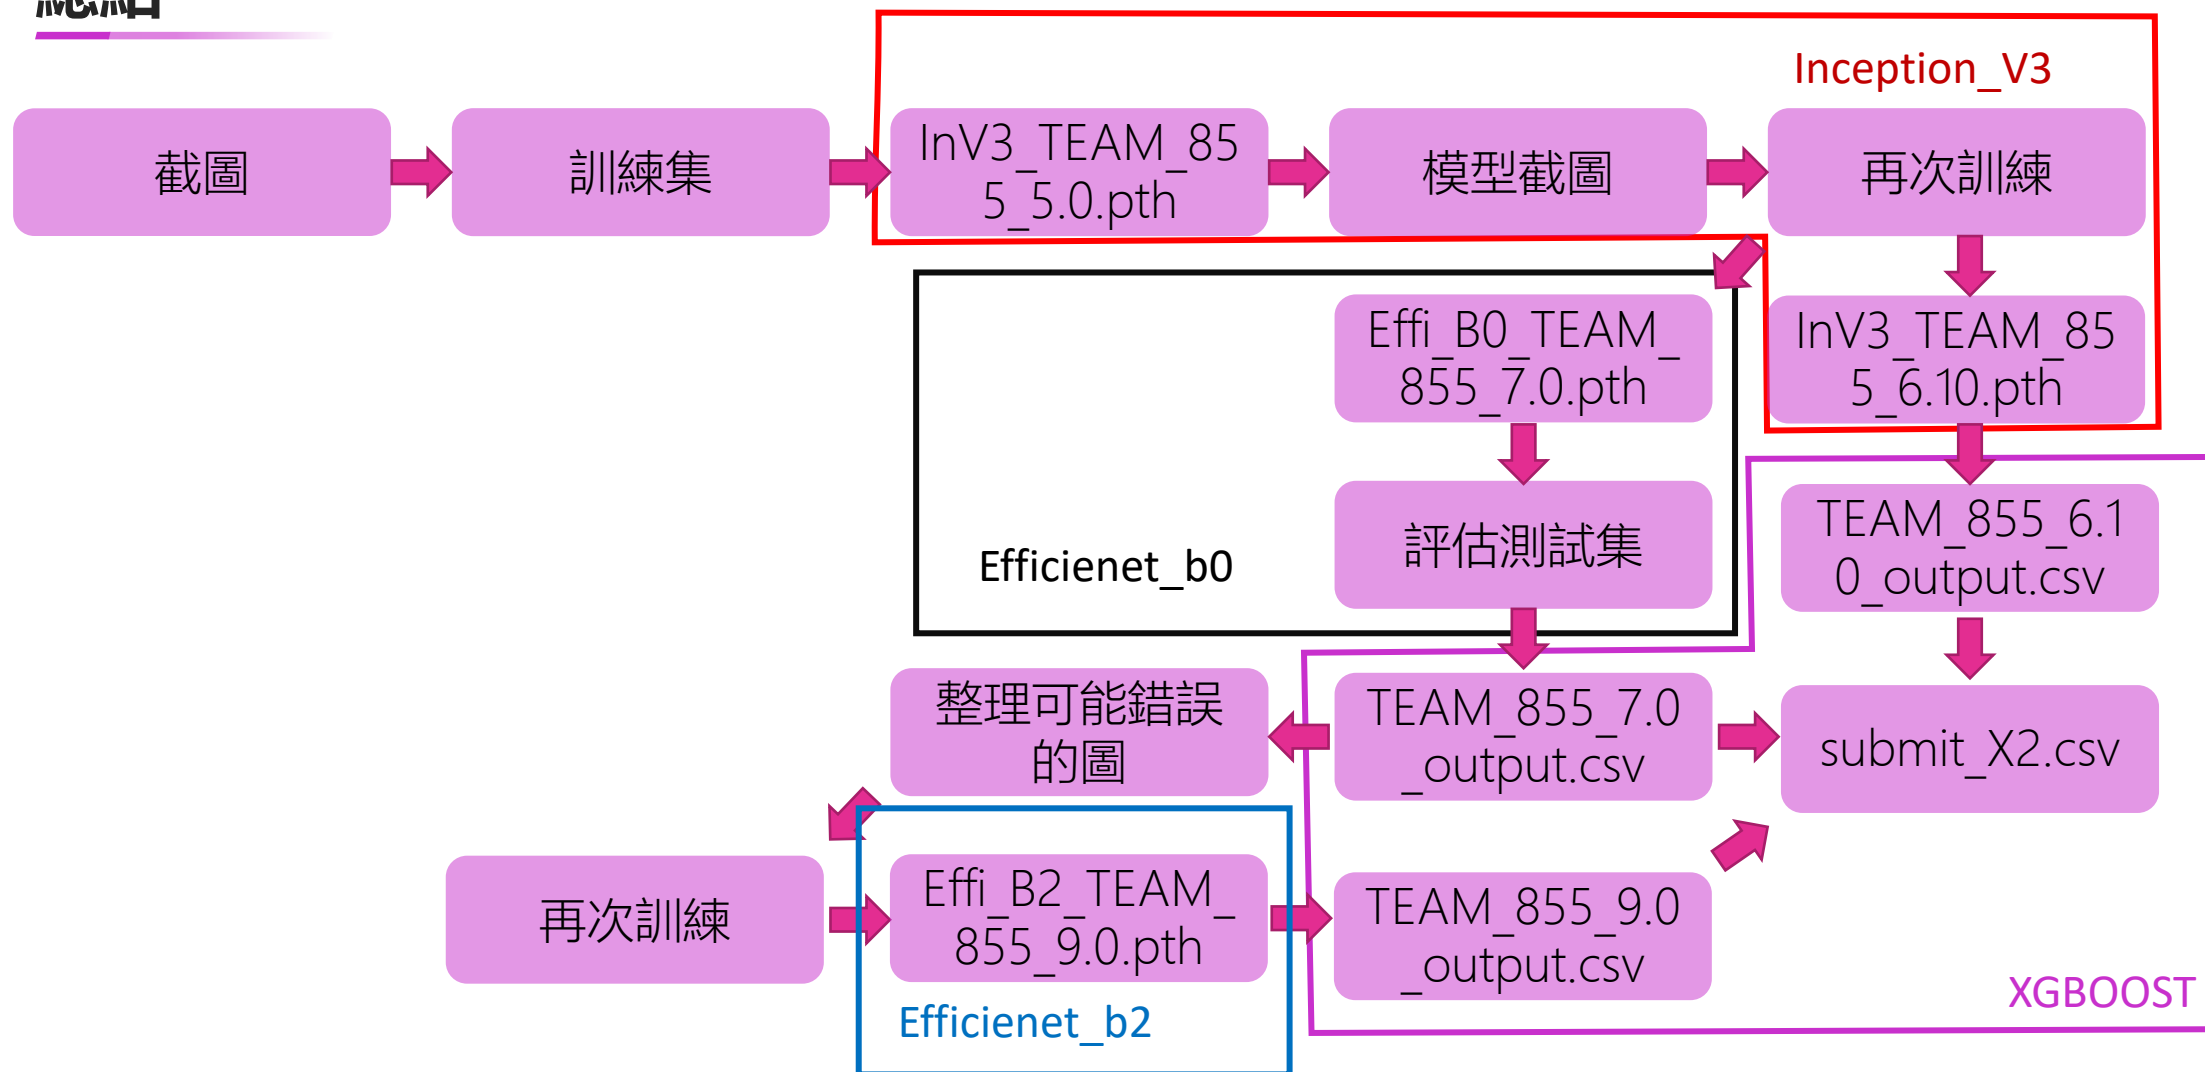 總結
Inception_V3
截圖
訓練集
InV3_TEAM_85
5_5.0.pth
模型截圖
再次訓練
Effi_B0_TEAM_
855_7.0.pth
InV3_TEAM_85
5_6.10.pth
Efficienet_b0
評估測試集
TEAM_855_6.1
0_output.csv
整理可能錯誤
的圖
TEAM_855_7.0
_output.csv
submit_X2.csv
再次訓練
Effi_B2_TEAM_
855_9.0.pth
TEAM_855_9.0
_output.csv
Efficienet_b2
XGBOOST